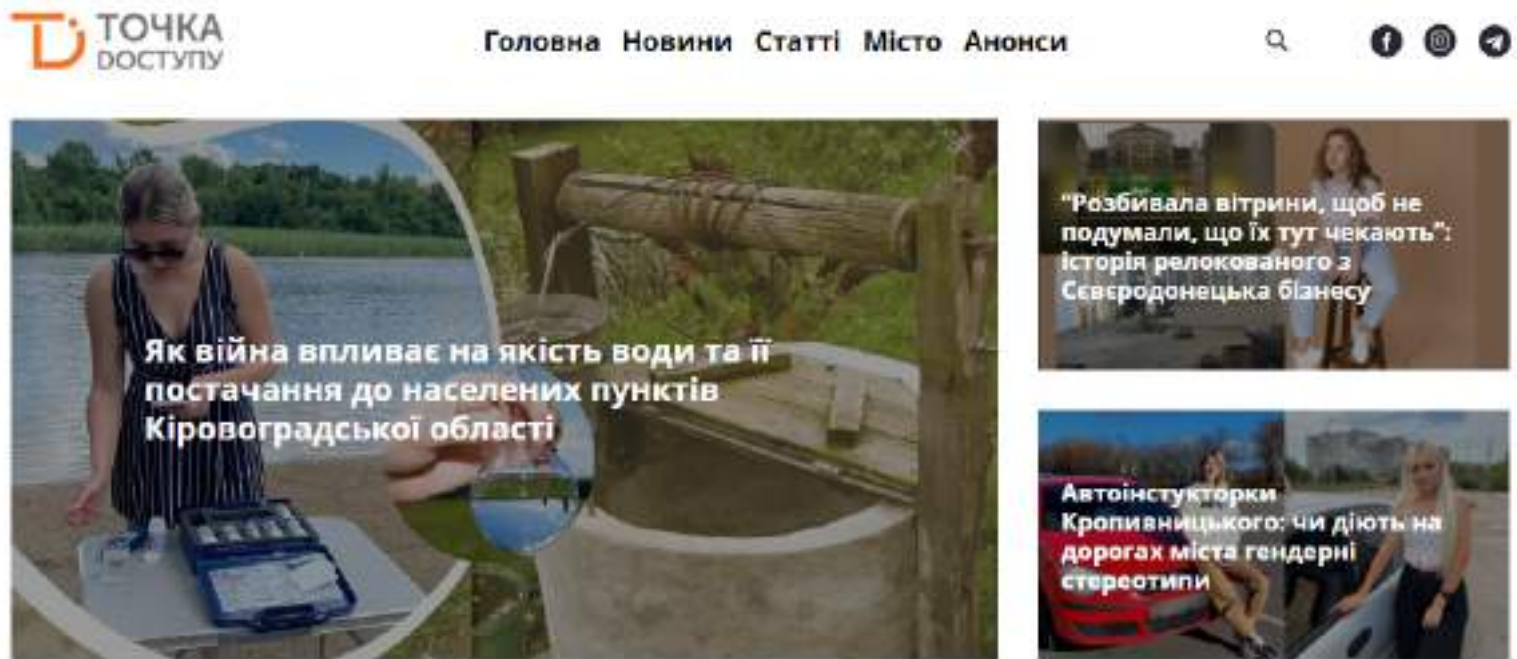 ТОЧКА
DОСТУПУ
Головна Новини Статті Місто Анонси
Як війна впливає на якість води та її
постачання до населених пунктів
Кіровоградської області
"Розбивала вітрини, щоб не
подумали, що їх тут чекають":
історія релокованого з
Сєвєродонецька бізнесу
Автоінстукторки
Кропивницького: чи діють на
дорогах міста гендерні
стереотипи